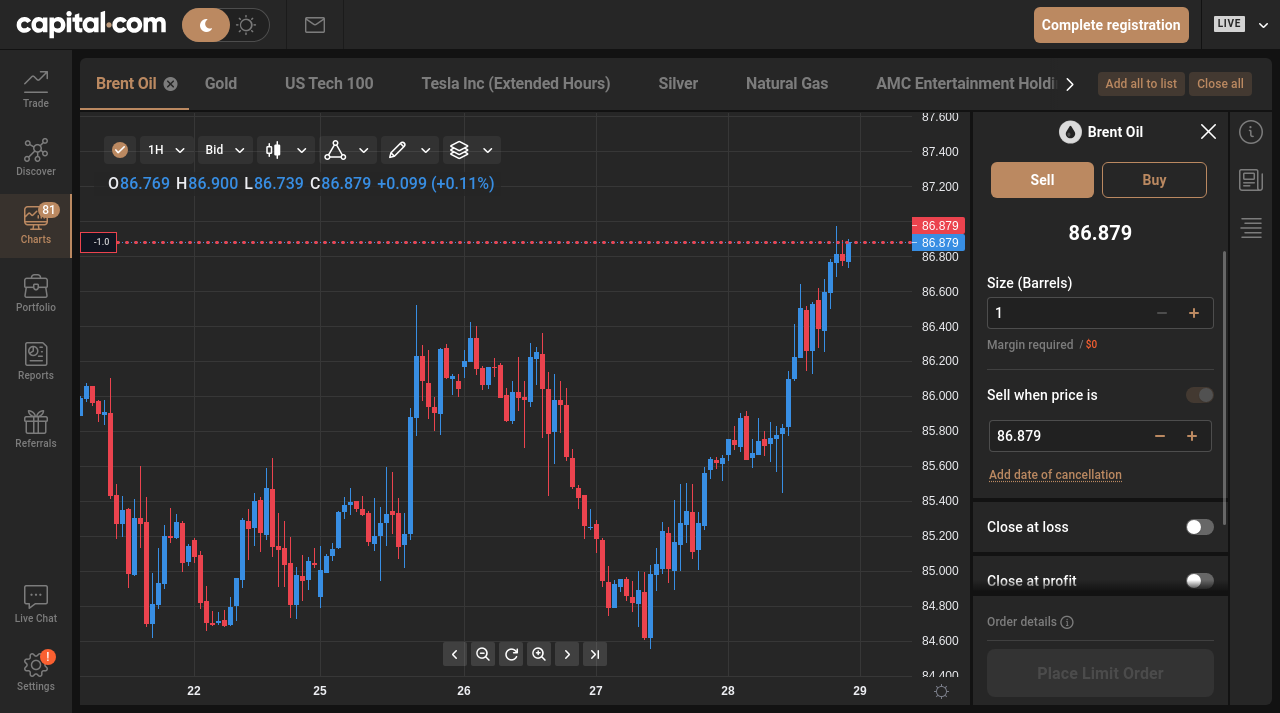 capital.com
Complete registration
LIVE
Trade
Discover
81
Charts
Portfolio
Reports
Referrals
Live Chat
!
Settings
Brent Oil
Gold
US Tech 100
Tesla Inc (Extended Hours)
Silver
Natural Gas
AMC Entertainment Holdi
Add all to list
Close all
1H
Bid
O86.769 H86.900 L86.739 C86.879 +0.099 (+0.11%)
-1.0
87.600
87.400
87.200
86.879
86.879
86.800
86.600
86.400
86.200
86.000
85.800
85.600
85.400
85.200
85.000
84.800
84.600
84.400
22
25
26
27
28
29
Brent Oil
Sell
Buy
86.879
Size (Barrels)
1
Margin required / $0
Sell when price is
86.879
Add date of cancellation
Close at loss
Close at profit
Order details
Place Limit Order